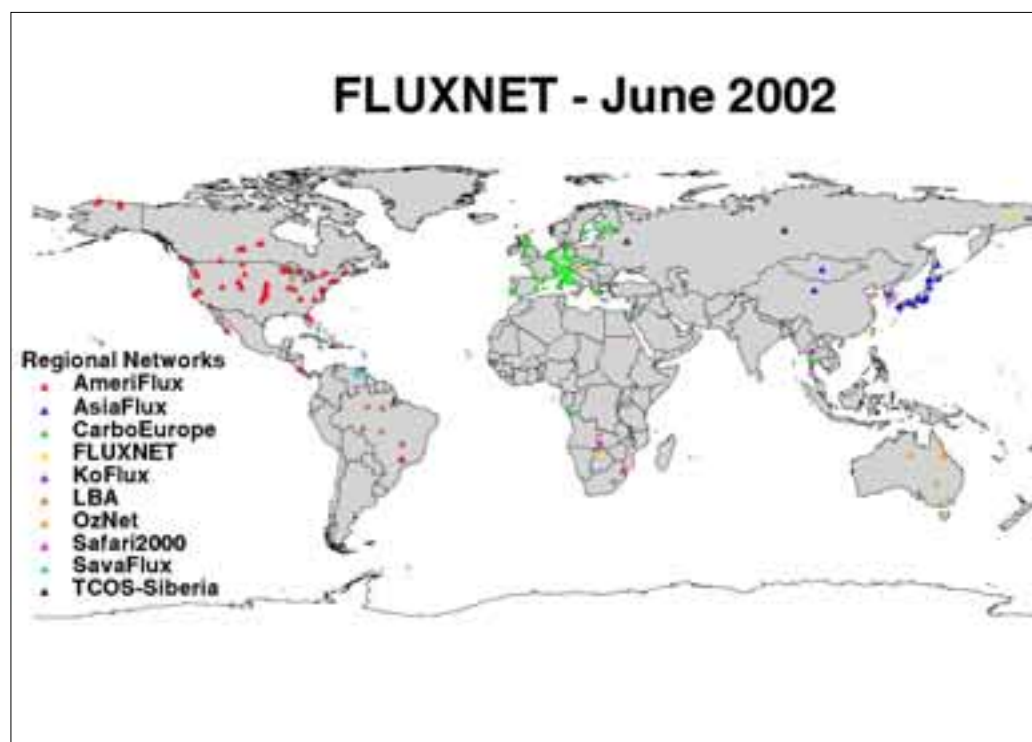 FLUXNET - June 2002
Regional Networks
AmeriFlux
AsiaFlux
CarboEurope
FLUXNET
KoFlux
LBA
OzNet
Safari2000
SavaFlux
TCOS-Siberia